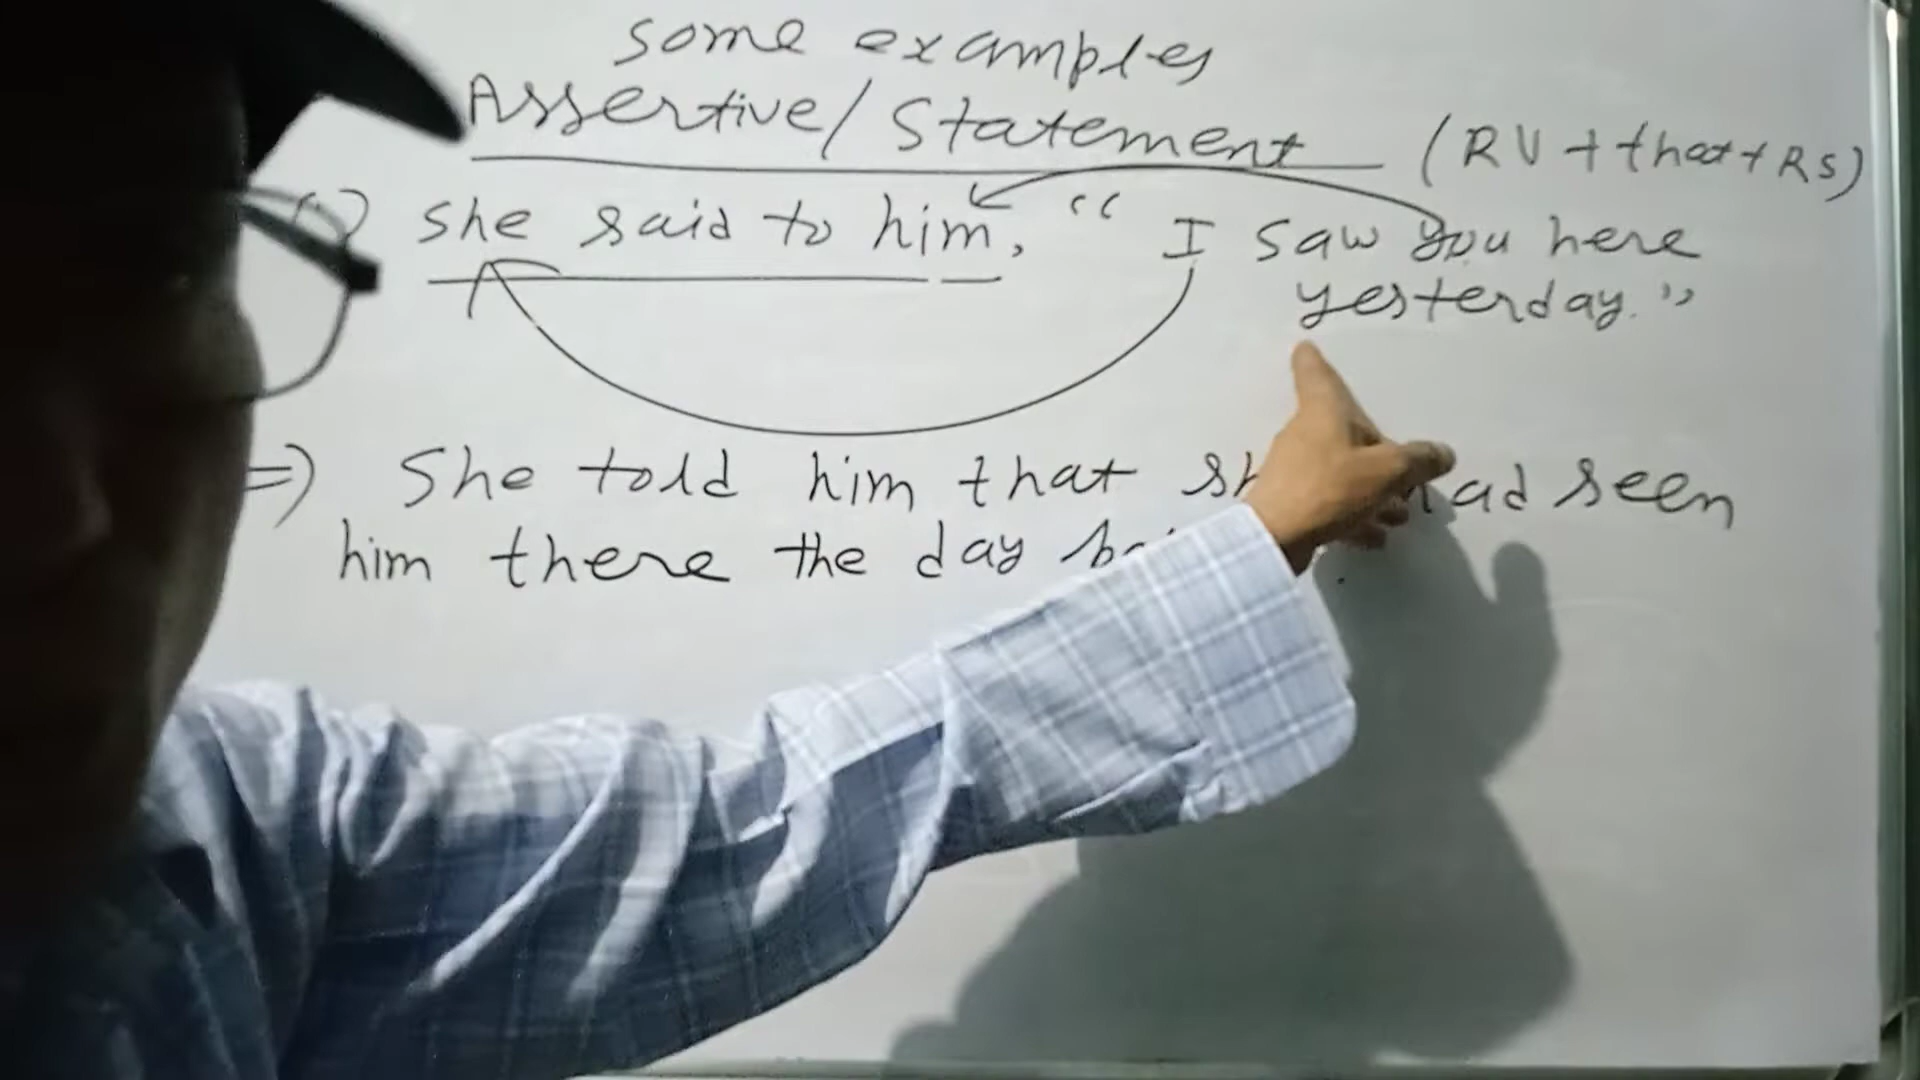 some examples
Assertive/Statement (RV + that + RS)
She said to him, “ I saw you here
yesterday.”
=) She told him that had seen
him there the day